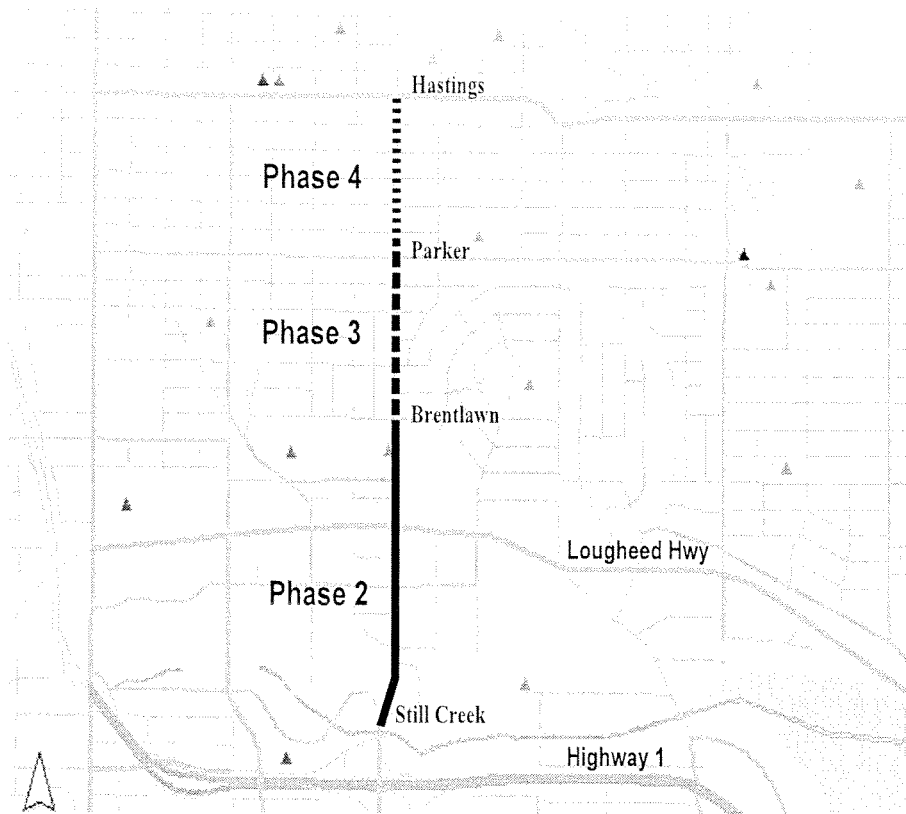 Hastings
Phase 4
Parker
Phase 3
Brentlawn
Lougheed Hwy
Phase 2
Still Creek
Highway 1